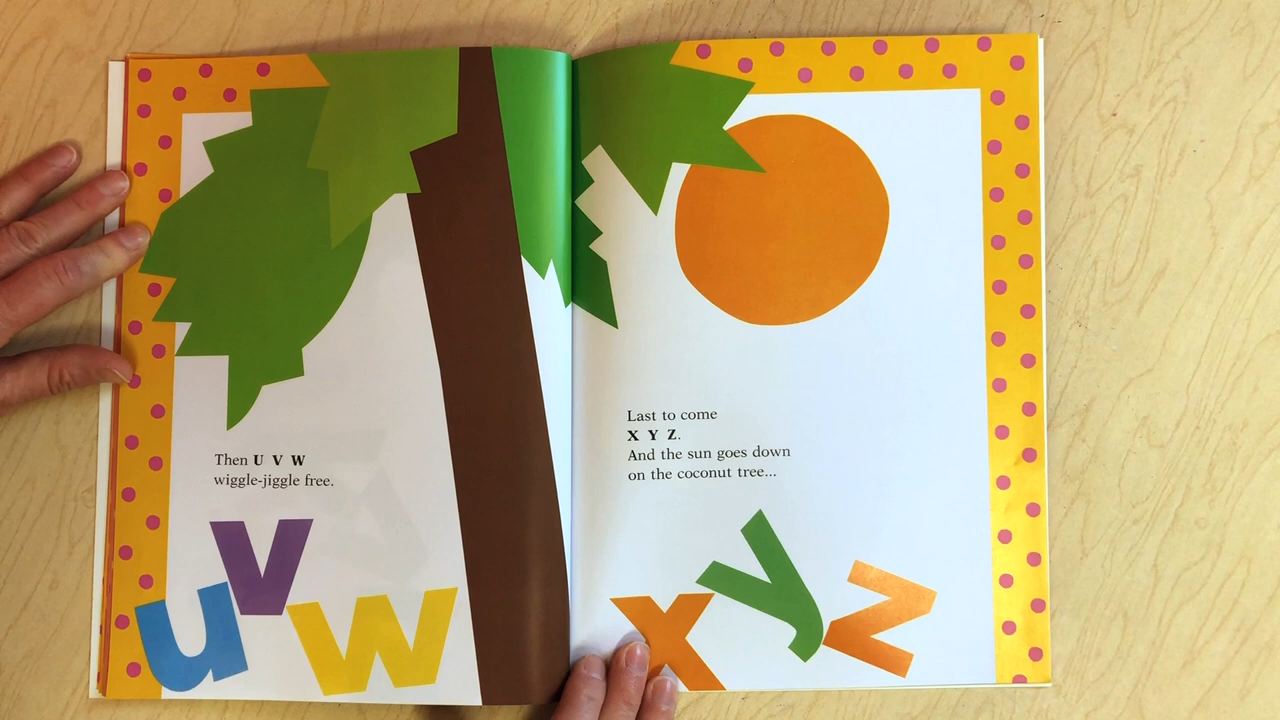 Then U V W
wiggle-jiggle free.
u v w
Last to come
X Y Z.
And the sun goes down
on the coconut tree...
x y z